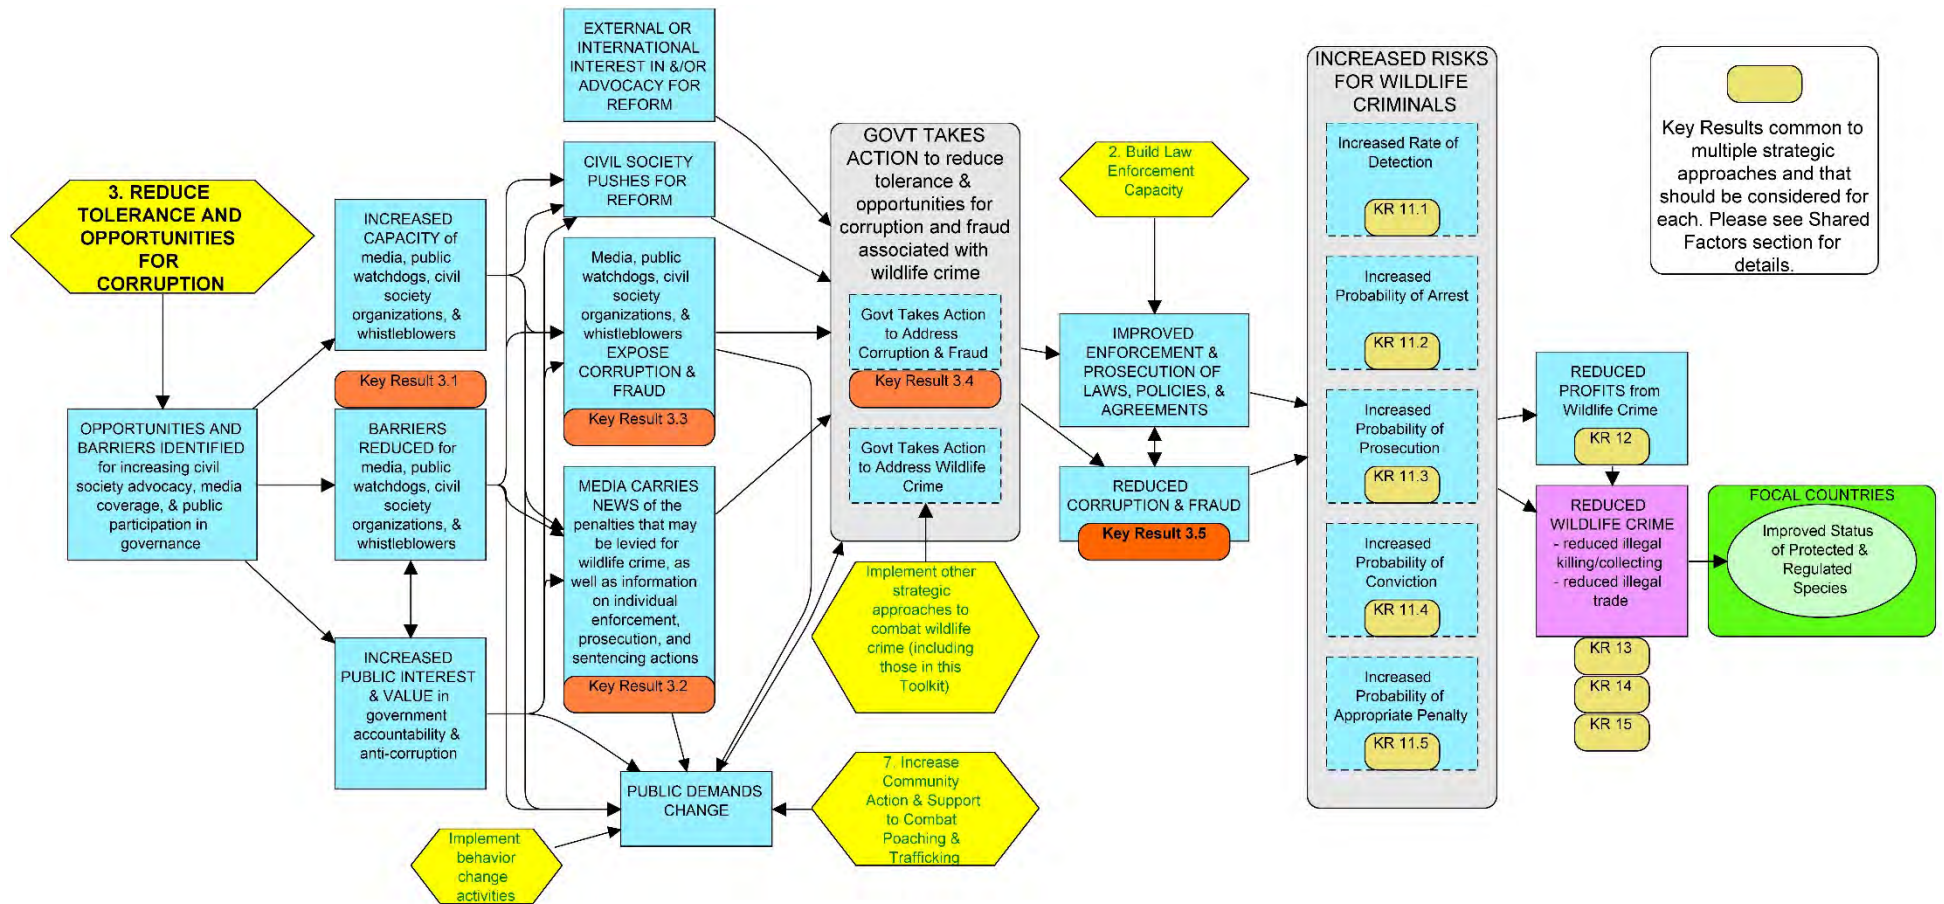 3. REDUCE
TOLERANCE AND
OPPORTUNITIES
FOR
CORRUPTION
OPPORTUNITIES AND
BARRIERS IDENTIFIED
for increasing civil
society advocacy, media
coverage, & public
participation in
governance
INCREASED
CAPACITY of
media, public
watchdogs, civil
society
organizations, &
whistleblowers
Key Result 3.1
BARRIERS
REDUCED for
media, public
watchdogs, civil
society
organizations, &
whistleblowers
INCREASED
PUBLIC INTEREST
& VALUE in
government
accountability &
anti-corruption
EXTERNAL OR
INTERNATIONAL
INTEREST IN &/OR
ADVOCACY FOR
REFORM
CIVIL SOCIETY
PUSHES FOR
REFORM
Media, public
watchdogs, civil
society
organizations, &
whistleblowers
EXPOSE
CORRUPTION &
FRAUD
Key Result 3.3
MEDIA CARRIES
NEWS of the
penalties that may
be levied for
wildlife crime, as
well as information
on individual
enforcement,
prosecution, and
sentencing actions
Key Result 3.2
PUBLIC DEMANDS
CHANGE
Implement
behavior
change
activities
GOVT TAKES
ACTION to reduce
tolerance &
opportunities for
corruption and fraud
associated with
wildlife crime
Govt Takes Action
to Address
Corruption & Fraud
Key Result 3.4
Govt Takes Action
to Address Wildlife
Crime
Implement other
strategic
approaches to
combat wildlife
crime (including
those in this
Toolkit)
7. Increase
Community
Action & Support
to Combat
Poaching &
Trafficking
2. Build Law
Enforcement
Capacity
IMPROVED
ENFORCEMENT &
PROSECUTION OF
LAWS, POLICIES, &
AGREEMENTS
REDUCED
CORRUPTION & FRAUD
Key Result 3.5
INCREASED RISKS
FOR WILDLIFE
CRIMINALS
Increased Rate of
Detection
KR 11.1
Increased
Probability of Arrest
KR 11.2
Increased
Probability of
Prosecution
KR 11.3
Increased
Probability of
Conviction
KR 11.4
Increased
Probability of
Appropriate Penalty
KR 11.5
REDUCED
PROFITS from
Wildlife Crime
KR 12
REDUCED
WILDLIFE CRIME
- reduced illegal
killing/collecting
- reduced illegal
trade
KR 13
KR 14
KR 15
FOCAL COUNTRIES
Improved Status
of Protected &
Regulated
Species
Key Results common to
multiple strategic
approaches and that
should be considered for
each. Please see Shared
Factors section for
details.